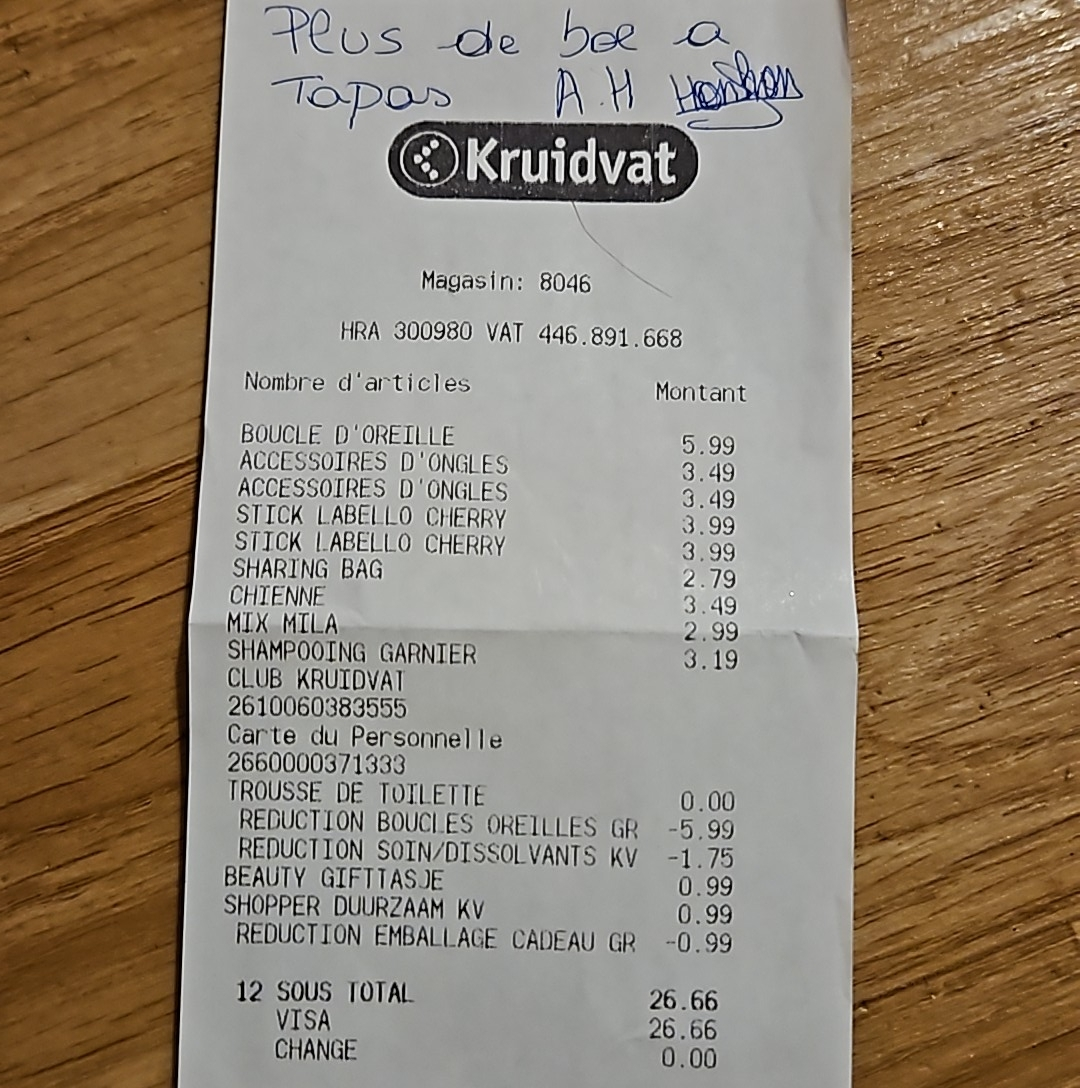 Plus de bol a
Tapas A.H
Kruidvat
Magasin: 8046
HRA 300980 VAT 446.891.668
Nombre d'articles Montant
BOUCLE D'OREILLE 5.99
ACCESSOIRES D'ONGLES 3.49
ACCESSOIRES D'ONGLES 3.49
STICK LABELLO CHERRY 3.99
STICK LABELLO CHERRY 3.99
SHARING BAG 2.79
CHIENNE 3.49
MIX MILA 2.99
SHAMPOOING GARNIER 3.19
CLUB KRUIDVAT
2610060383555
Carte du Personnelle
2660000371333
TROUSSE DE TOILETTE 0.00
REDUCTION BOUCLES OREILLES GR -5.99
REDUCTION SOIN/DISSOLVANTS KV -1.75
BEAUTY GIFTTASJE 0.99
SHOPPER DUURZAAM KV 0.99
REDUCTION EMBALLAGE CADEAU GR -0.99
12 SOUS TOTAL 26.66
VISA 26.66
CHANGE 0.00